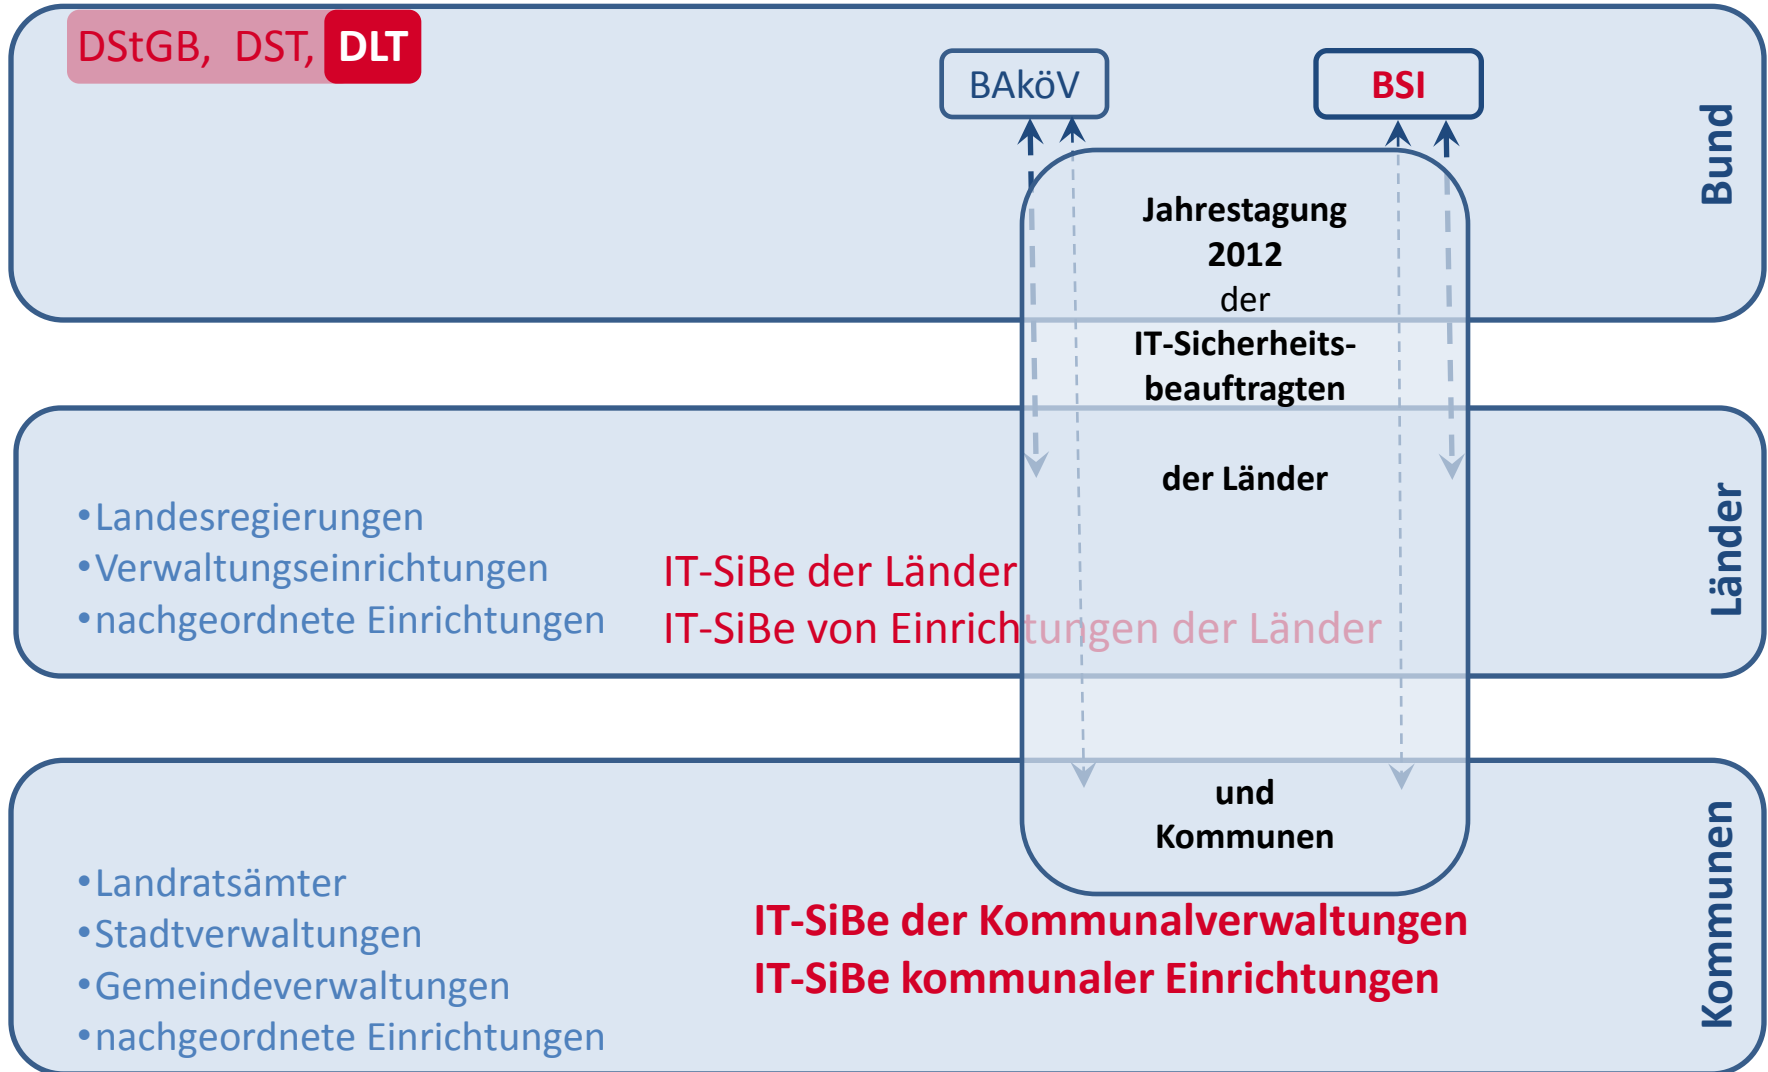 DStGB, DST, DLT
BAköV
BSI
Bund
Jahrestagung
2012
der
IT-Sicherheits-
beauftragten
der Länder
und
Kommunen
•Landesregierungen
•Verwaltungseinrichtungen
•nachgeordnete Einrichtungen
IT-SiBe der Länder
IT-SiBe von Einrichtungen der Länder
Länder
•Landratsämter
•Stadtverwaltungen
•Gemeindeverwaltungen
•nachgeordnete Einrichtungen
IT-SiBe der Kommunalverwaltungen
IT-SiBe kommunaler Einrichtungen
Kommunen